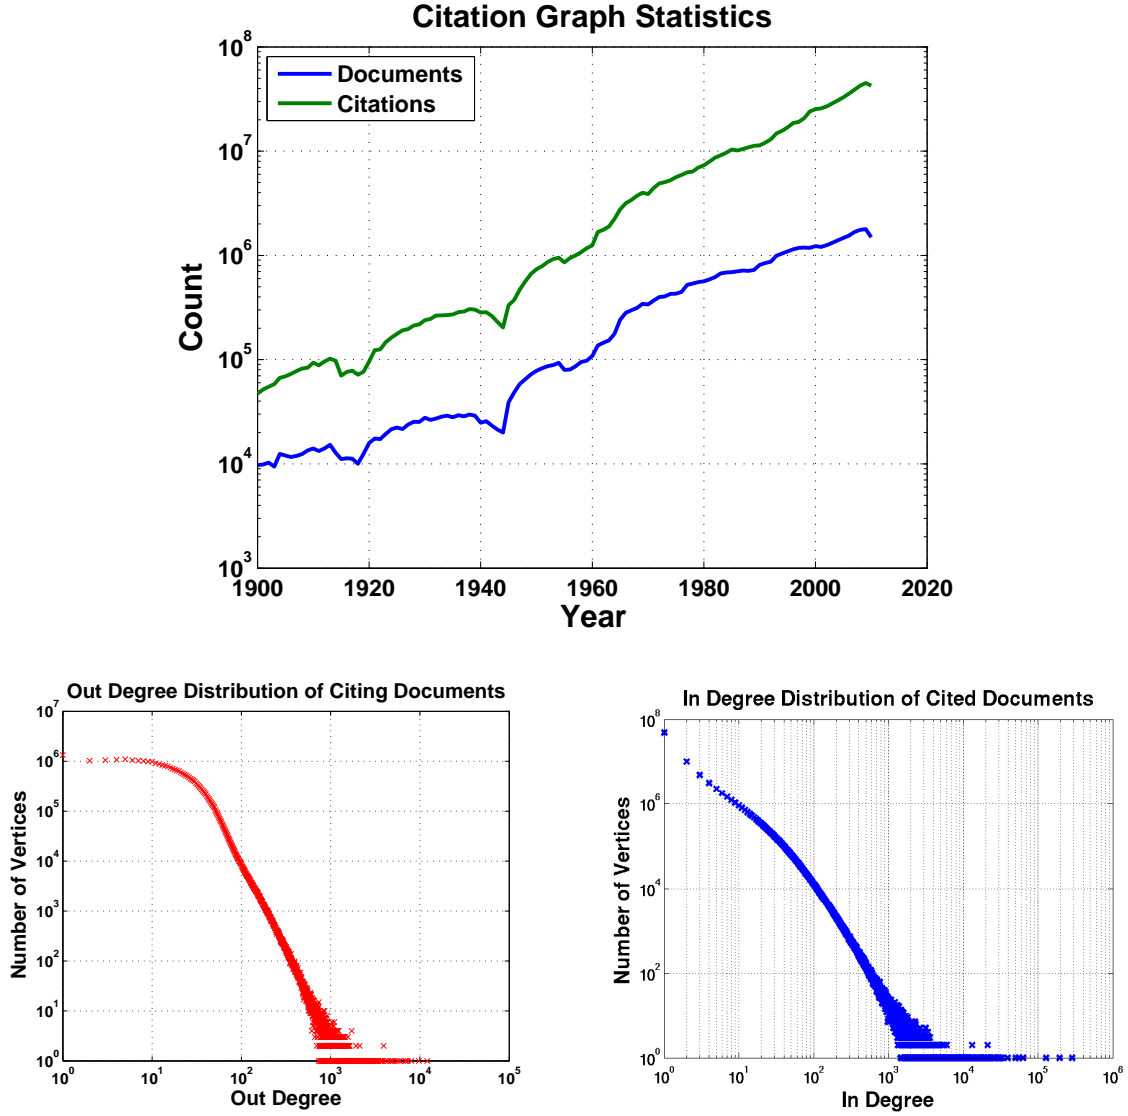 Citation Graph Statistics
Documents
Citations
10^8
10^7
10^6
10^5
10^4
10^3
Count
1900 1920 1940 1960 1980 2000 2020
Year
Out Degree Distribution of Citing Documents
10^7
10^6
10^5
10^4
10^3
10^2
10^1
10^0
Number of Vertices
10^0 10^1 10^2 10^3 10^4 10^5
Out Degree
In Degree Distribution of Cited Documents
10^8
10^6
10^4
10^2
10^0
Number of Vertices
10^0 10^1 10^2 10^3 10^4 10^5 10^6
In Degree